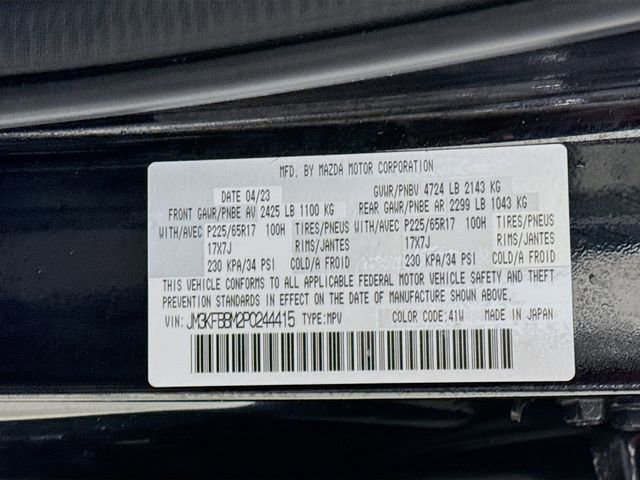 MFD. BY MAZDA MOTOR CORPORATION
DATE 04/23 GVWR/PNBV 4724 LB 2143 KG
FRONT GAWR/PNBE AV 2425 LB 1100 KG REAR GAWR/PNBE AR 2299 LB 1043 KG
WITH/AVEC P225/65R17 100H TIRES/PNEUS WITH/AVEC P225/65R17 100H TIRES/PNEUS
17X7J RIMS/JANTES 17X7J RIMS/JANTES
230 KPA/34 PSI COLD/A FROID 230 KPA/34 PSI COLD/A FROID
THIS VEHICLE CONFORMS TO ALL APPLICABLE FEDERAL MOTOR VEHICLE SAFETY AND THEFT
PREVENTION STANDARDS IN EFFECT ON THE DATE OF MANUFACTURE SHOWN ABOVE.
VIN: JM3KFBBM2P0244415 TYPE:MPV COLOR CODE:41W MADE IN JAPAN